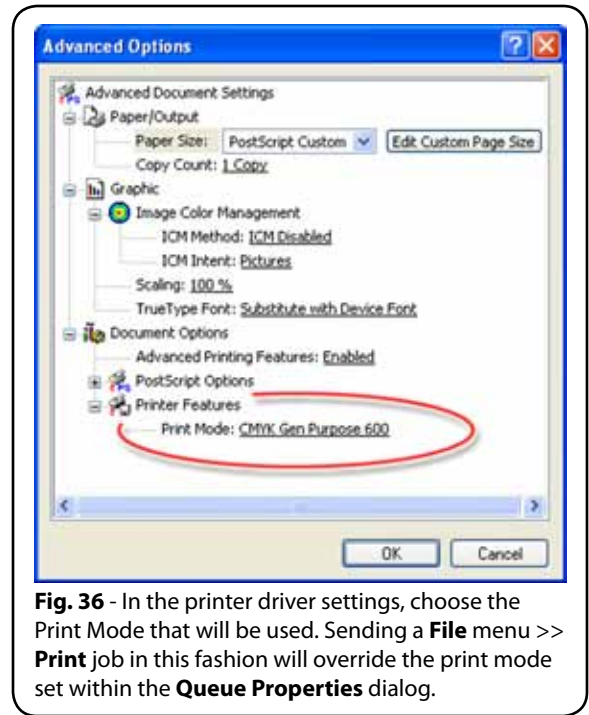 Advanced Options
Advanced Document Settings
Paper/Output
Paper Size: PostScript Custom Edit Custom Page Size
Copy Count: 1 Copy
Graphic
Image Color Management
ICM Method: ICM Disabled
ICM Intent: Pictures
Scaling: 100 %
TrueType Font: Substitute with Device Font
Document Options
Advanced Printing Features: Enabled
PostScript Options
Printer Features
Print Mode: CMYK Gen Purpose 600
OK Cancel
Fig. 36 - In the printer driver settings, choose the
Print Mode that will be used. Sending a File menu >>
Print job in this fashion will override the print mode
set within the Queue Properties dialog.